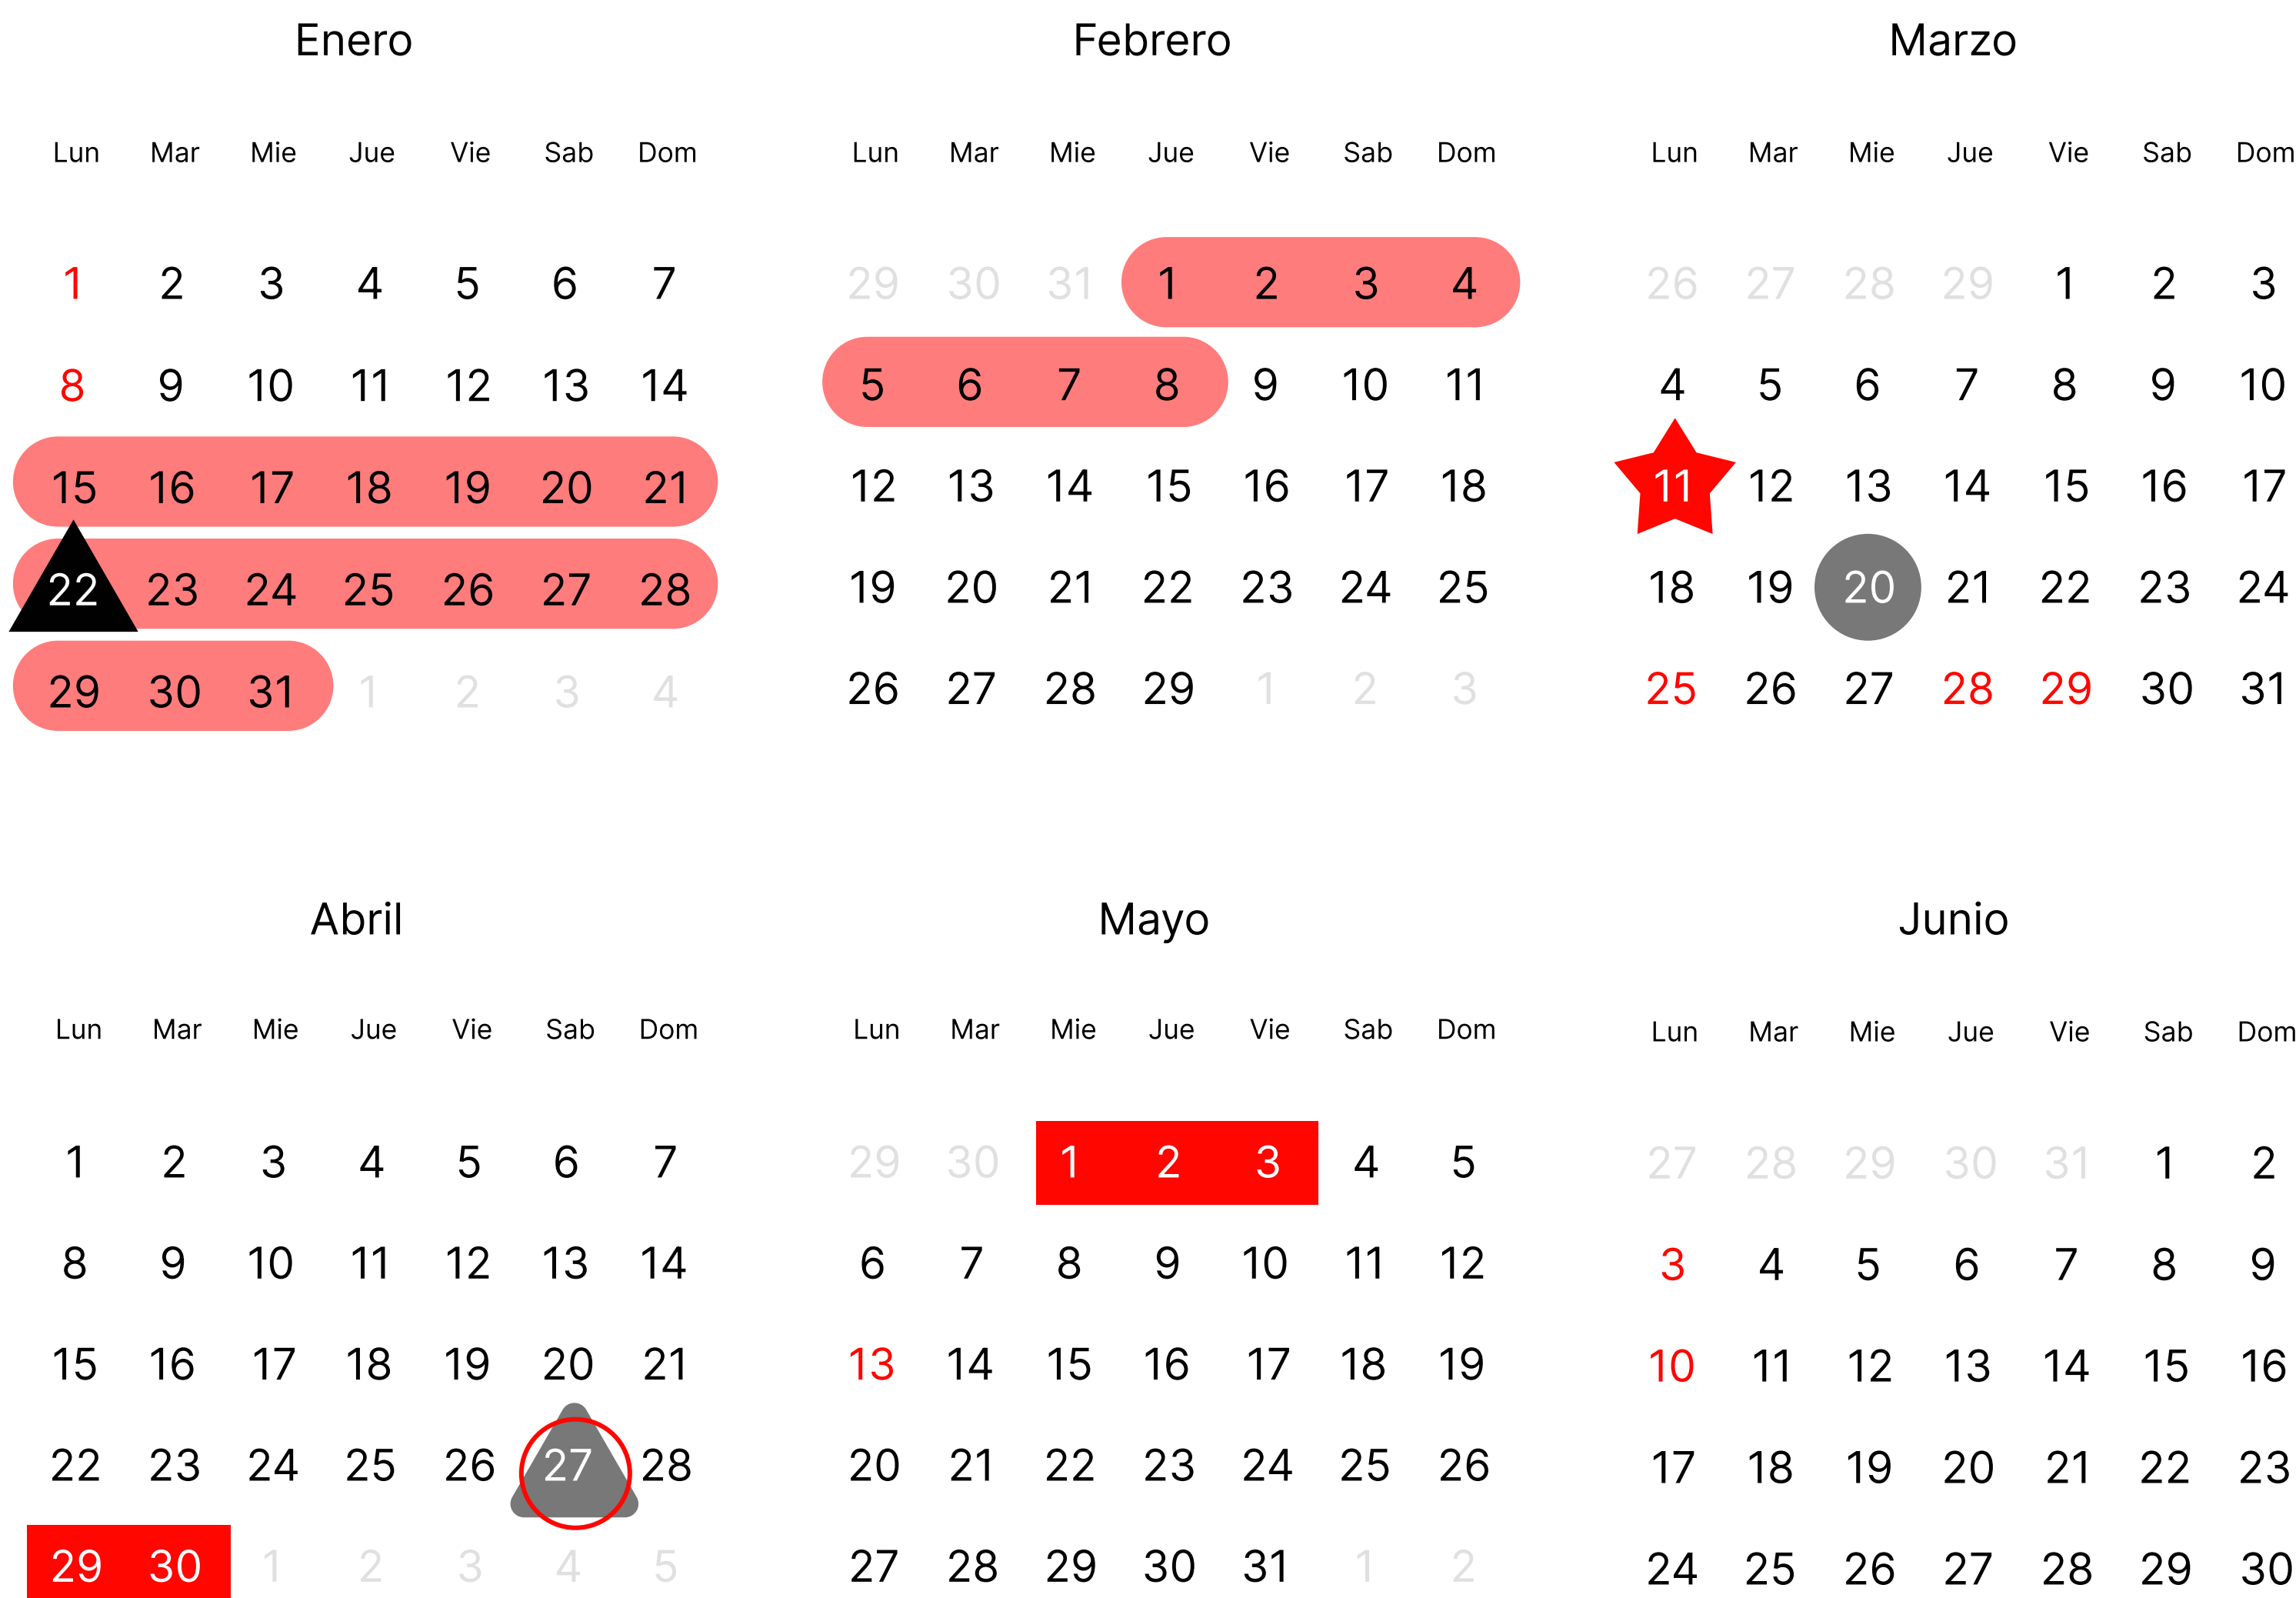 Enero
Lun Mar Mie Jue Vie Sab Dom
1 2 3 4 5 6 7
8 9 10 11 12 13 14
15 16 17 18 19 20 21
22 23 24 25 26 27 28
29 30 31 1 2 3 4
Febrero
Lun Mar Mie Jue Vie Sab Dom
29 30 31 1 2 3 4
5 6 7 8 9 10 11
12 13 14 15 16 17 18
19 20 21 22 23 24 25
26 27 28 29 1 2 3
Marzo
Lun Mar Mie Jue Vie Sab Dom
26 27 28 29 1 2 3
4 5 6 7 8 9 10
11 12 13 14 15 16 17
18 19 20 21 22 23 24
25 26 27 28 29 30 31
Abril
Lun Mar Mie Jue Vie Sab Dom
1 2 3 4 5 6 7
8 9 10 11 12 13 14
15 16 17 18 19 20 21
22 23 24 25 26 27 28
29 30 1 2 3 4 5
Mayo
Lun Mar Mie Jue Vie Sab Dom
29 30 1 2 3 4 5
6 7 8 9 10 11 12
13 14 15 16 17 18 19
20 21 22 23 24 25 26
27 28 29 30 31 1 2
Junio
Lun Mar Mie Jue Vie Sab Dom
27 28 29 30 31 1 2
3 4 5 6 7 8 9
10 11 12 13 14 15 16
17 18 19 20 21 22 23
24 25 26 27 28 29 30